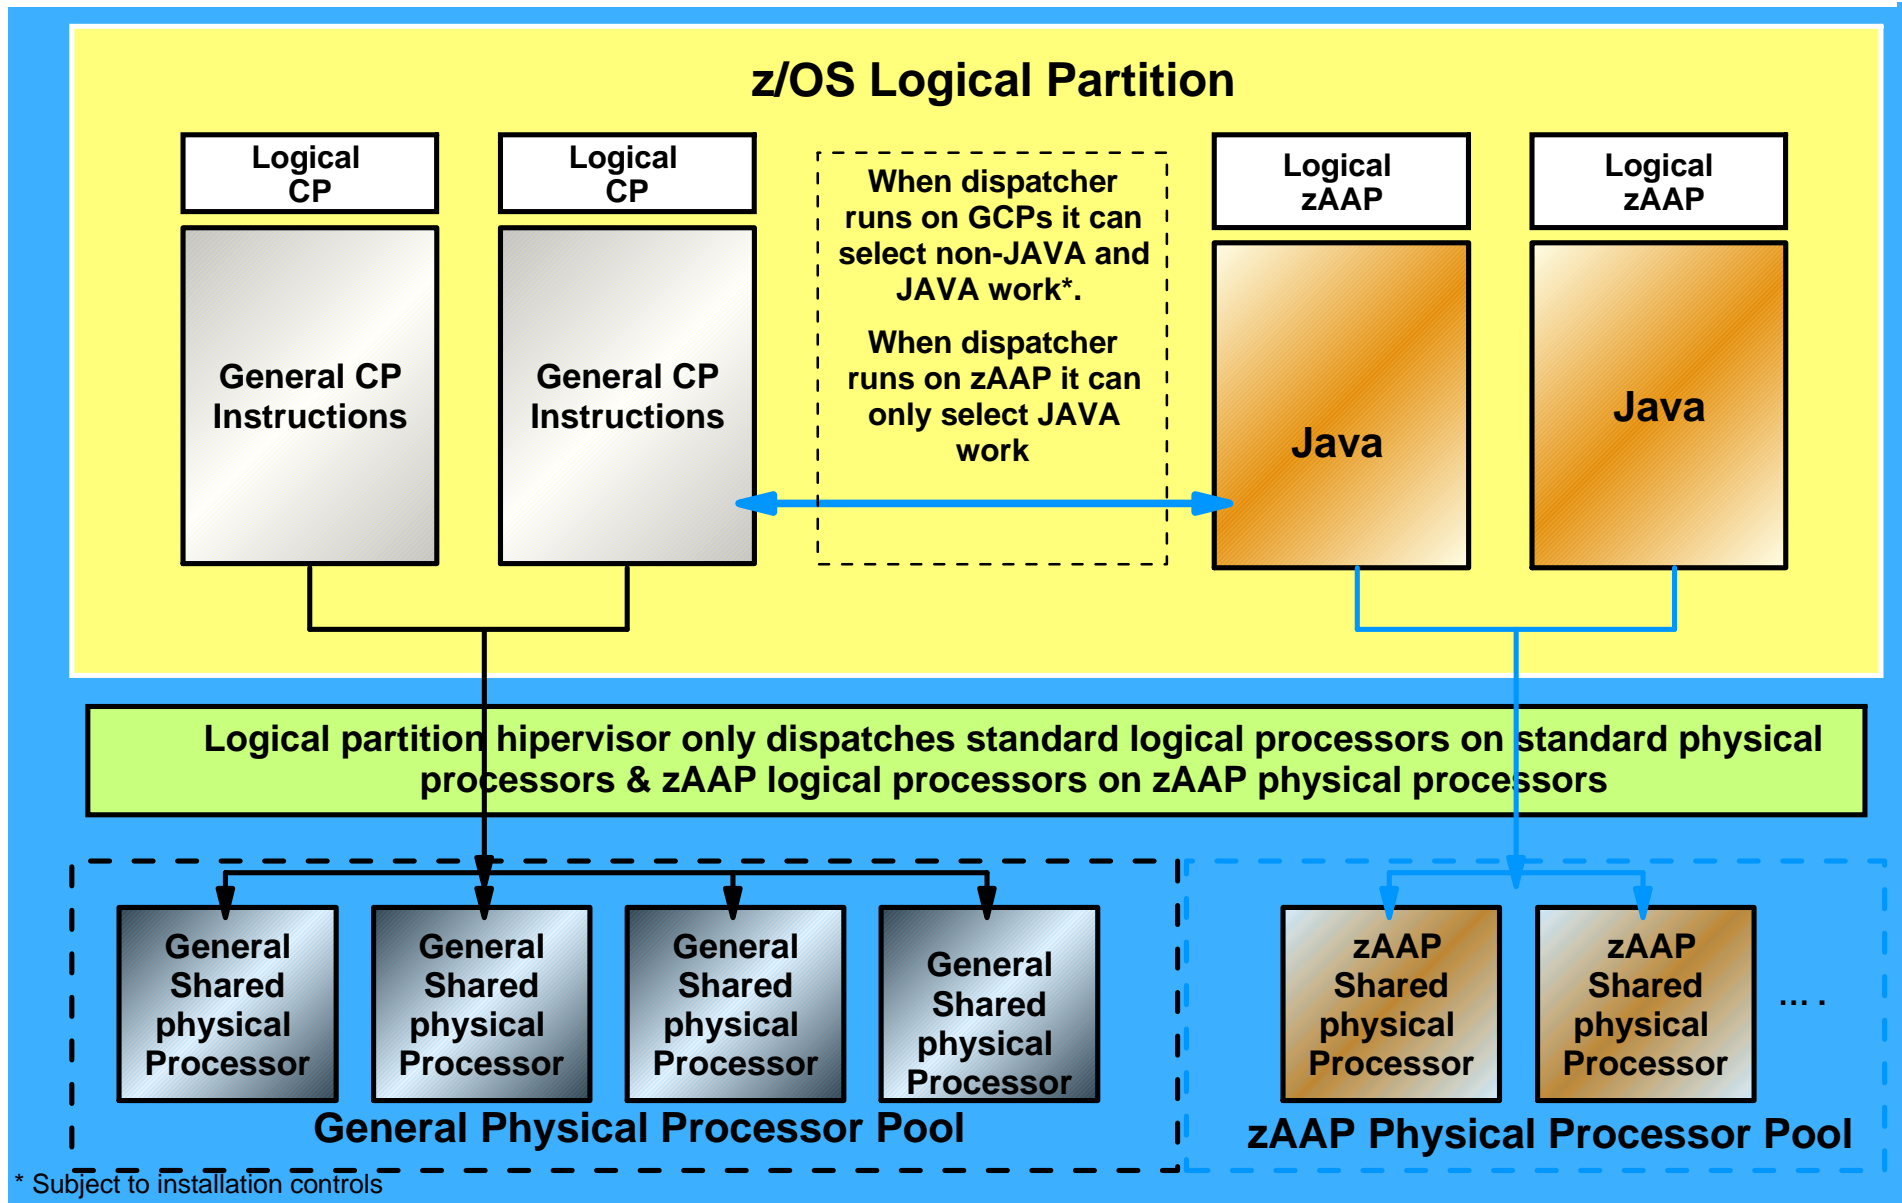 z/OS Logical Partition
Logical
CP
Logical
CP
When dispatcher
runs on GCPs it can
select non-JAVA and
JAVA work*.
When dispatcher
runs on zAAP it can
only select JAVA
work
Logical
zAAP
Logical
zAAP
General CP
Instructions
General CP
Instructions
Java
Java
Logical partition hipervisor only dispatches standard logical processors on standard physical
processors & zAAP logical processors on zAAP physical processors
General
Shared
physical
Processor
General
Shared
physical
Processor
General
Shared
physical
Processor
General
Shared
physical
Processor
zAAP
Shared
physical
Processor
zAAP
Shared
physical
Processor
... .
General Physical Processor Pool
zAAP Physical Processor Pool
* Subject to installation controls